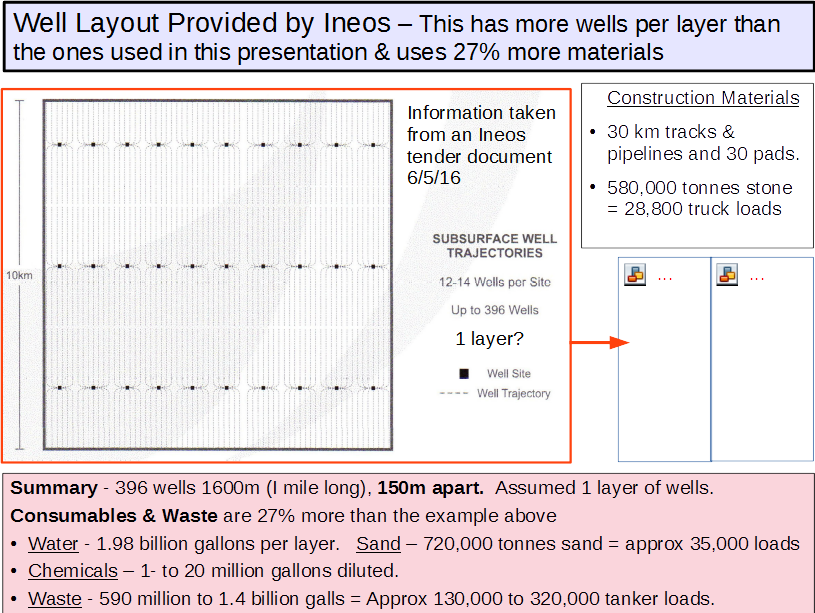 Well Layout Provided by Ineos – This has more wells per layer than
the ones used in this presentation & uses 27% more materials
Information taken
from an Ineos
tender document
6/5/16
10km
SUBSURFACE WELL
TRAJECTORIES
12-14 Wells per Site
Up to 396 Wells
1 layer?
Well Site
Well Trajectory
Construction Materials
• 30 km tracks &
pipelines and 30 pads.
• 580,000 tonnes stone
= 28,800 truck loads
...
...
Summary - 396 wells 1600m (I mile long), 150m apart. Assumed 1 layer of wells.
Consumables & Waste are 27% more than the example above
• Water - 1.98 billion gallons per layer. Sand – 720,000 tonnes sand = approx 35,000 loads
• Chemicals – 1- to 20 million gallons diluted.
• Waste - 590 million to 1.4 billion galls = Approx 130,000 to 320,000 tanker loads.